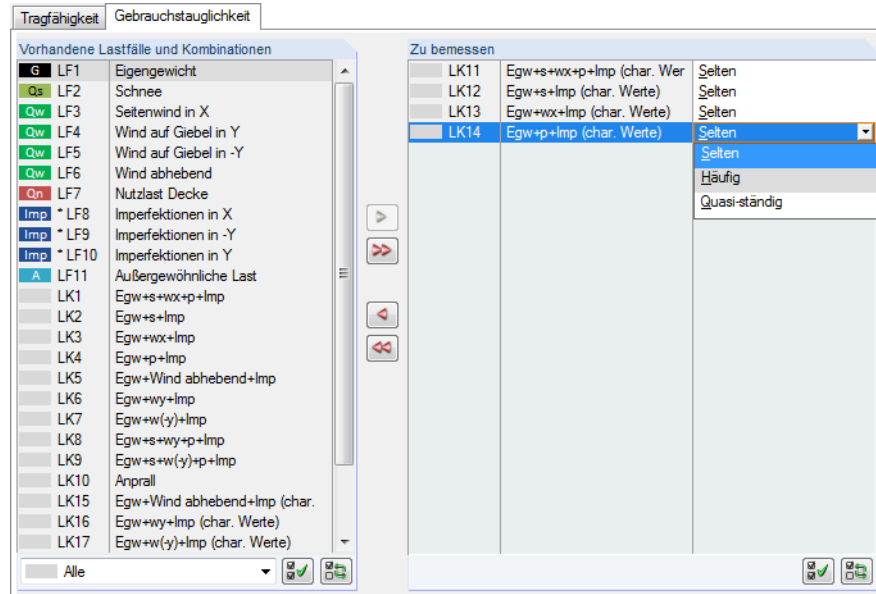 Tragfähigkeit Gebrauchstauglichkeit
Vorhandene Lastfälle und Kombinationen
G LF1 Eigengewicht
Qs LF2 Schnee
Qw LF3 Seitenwind in X
Qw LF4 Wind auf Giebel in Y
Qw LF5 Wind auf Giebel in -Y
Qw LF6 Wind abhebend
Qn LF7 Nutzlast Decke
Imp * LF8 Imperfektionen in X
Imp * LF9 Imperfektionen in -Y
Imp * LF10 Imperfektionen in Y
A LF11 Außergewöhnliche Last
LK1 Egw+s+wx+p+Imp
LK2 Egw+s+Imp
LK3 Egw+wx+Imp
LK4 Egw+p+Imp
LK5 Egw+Wind abhebend+Imp
LK6 Egw+wy+Imp
LK7 Egw+w(-y)+Imp
LK8 Egw+s+wy+p+Imp
LK9 Egw+s+w(-y)+p+Imp
LK10 Anprall
LK15 Egw+Wind abhebend+Imp (char.
LK16 Egw+wy+Imp (char. Werte)
LK17 Egw+w(-y)+Imp (char. Werte)
Alle
Zu bemessen
LK11 Egw+s+wx+p+Imp (char. Wer Selten
LK12 Egw+s+Imp (char. Werte) Selten
LK13 Egw+wx+Imp (char. Werte) Selten
LK14 Egw+p+Imp (char. Werte) Selten
Selten
Häufig
Quasi-ständig